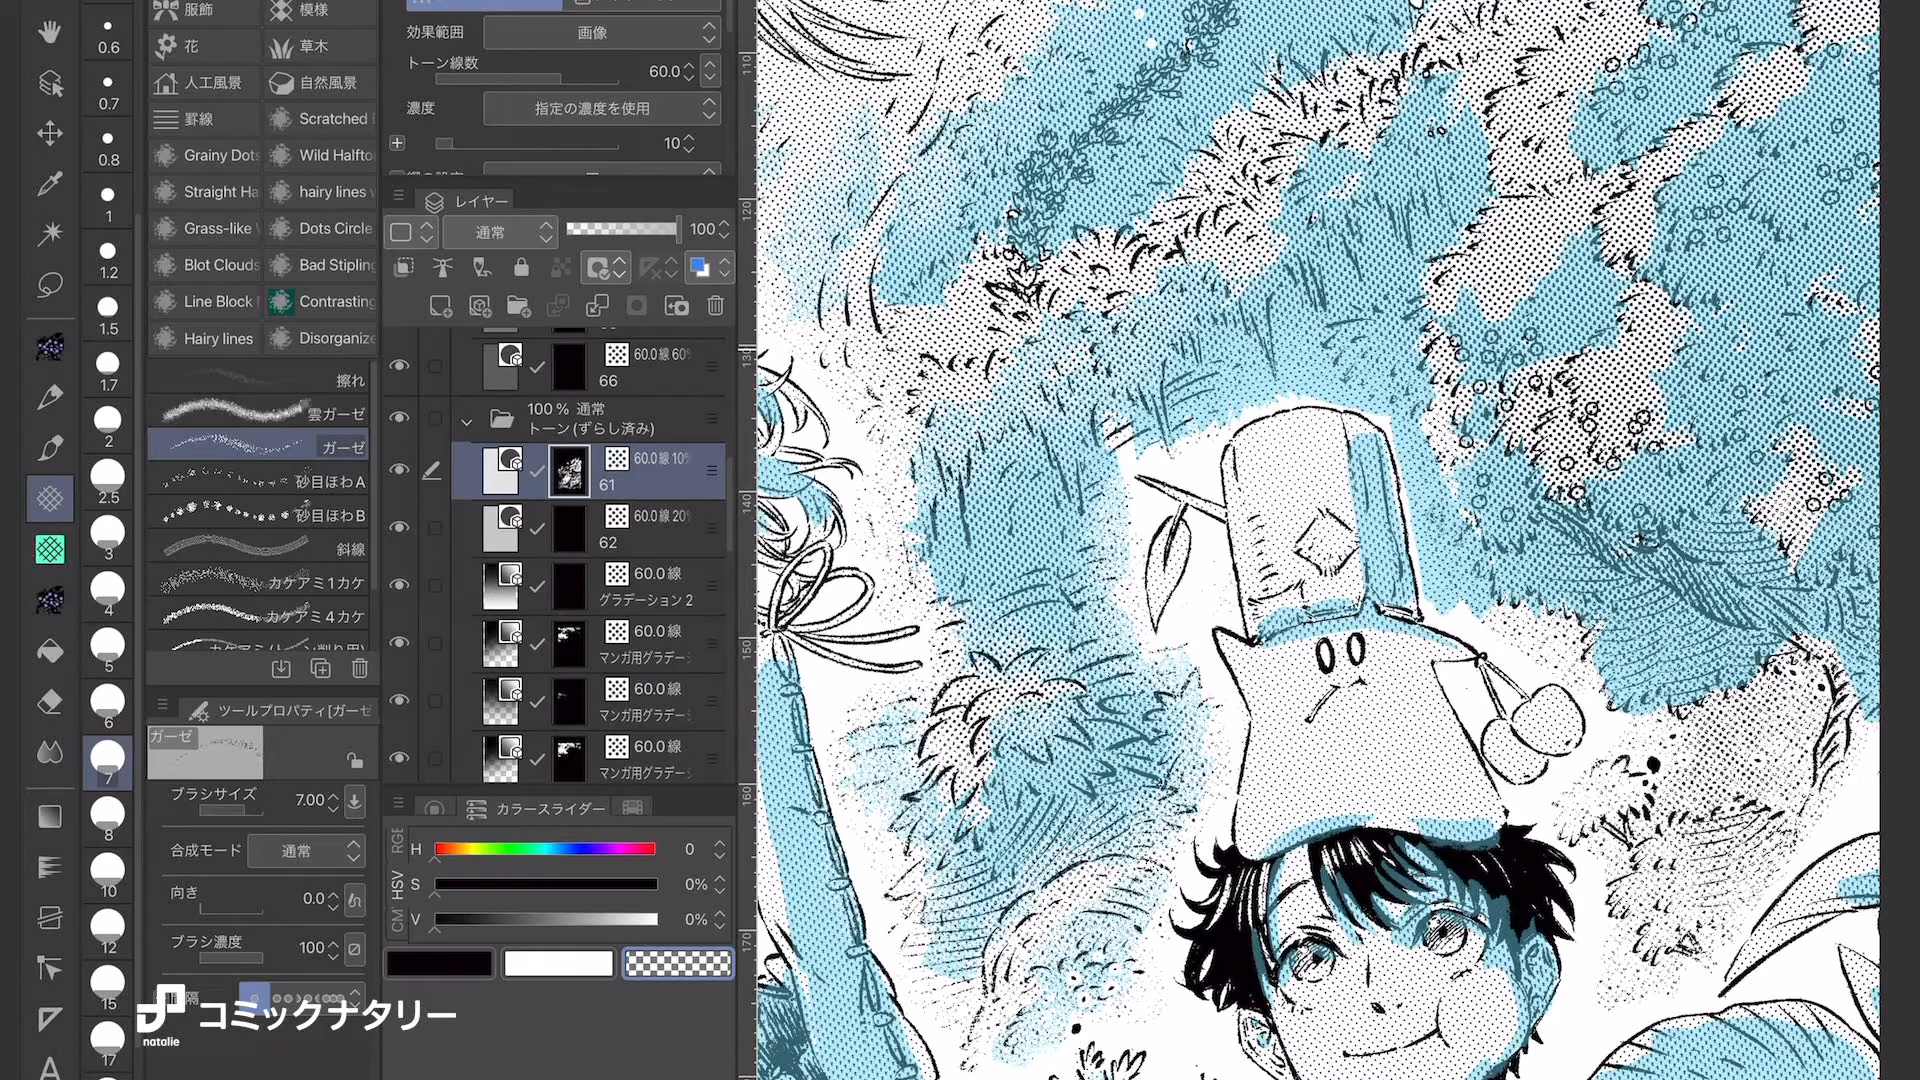 0.6
0.7
0.8
1
1.2
1.5
1.7
2
2.5
3
4
5
6
7
8
10
12
15
17
服飾
模様
花
草木
人工風景
自然風景
罫線
Scratched
Grainy Dots
Wild Halfto
Straight Ha
hairy lines
Grass-like
Dots Circle
Blot Clouds
Bad Stipling
Line Block
Contrasting
Hairy lines
Disorganize
擦れ
雲ガーゼ
ガーゼ
砂目ほわA
砂目ほわB
斜線
カケアミ1カケ
カケアミ4カケ
ツールプロパティ[ガーゼ
ガーゼ
ブラシサイズ
7.00
合成モード
通常
向き
0.0
ブラシ濃度
100
効果範囲
画像
トーン線数
60.0
濃度
指定の濃度を使用
10
レイヤー
通常
100
60.0線 60%
66
100 % 通常
トーン(ずらし済み)
60.0線 10%
61
60.0線 20%
62
60.0線
グラデーション 2
60.0線
マンガ用グラデー
60.0線
マンガ用グラデー
60.0線
マンガ用グラデー
カラースライダー
RGB
HSV
CM
H
0
S
0%
V
0%
110
120
130
140
150
160
170
コミックナタリー
natalie